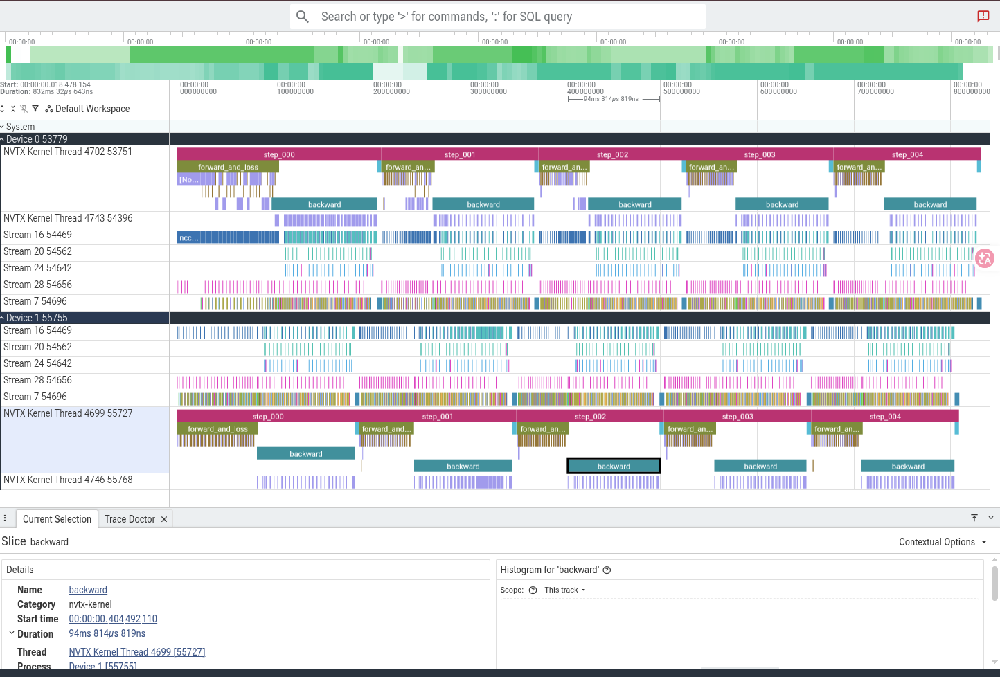 Search or type '>' for commands, ':' for SQL query
00:00:00 00:00:00 00:00:00 00:00:00 00:00:00 00:00:00 00:00:00 00:00:00 00:00:00
Start: 00:00:00.018 478 154
Duration: 832ms 32µs 643ns
00:00:00 00:00:00 00:00:00 00:00:00 00:00:00 00:00:00 00:00:00 00:00:00 00:00:00
000000000 100000000 200000000 300000000 400000000 500000000 600000000 700000000 800000000
94ms 814µs 819ns
Default Workspace
System
Device 0 53779
NVTX Kernel Thread 4702 53751
step_000 step_001 step_002 step_003 step_004
forward_and_loss forward_an... forward_an... forward_an... forward_an...
[No...
backward backward backward backward backward
NVTX Kernel Thread 4743 54396
Stream 16 54469
ncc...
Stream 20 54562
Stream 24 54642
Stream 28 54656
Stream 7 54696
Device 1 55755
Stream 16 54469
Stream 20 54562
Stream 24 54642
Stream 28 54656
Stream 7 54696
NVTX Kernel Thread 4699 55727
step_000 step_001 step_002 step_003 step_004
forward_and_loss forward_and... forward_an... forward_an... forward_an...
backward
backward backward backward backward
NVTX Kernel Thread 4746 55768
Current Selection Trace Doctor
Slice backward
Contextual Options
Details
Name backward
Category nvtx-kernel
Start time 00:00:00.404 492 110
Duration 94ms 814µs 819ns
Thread NVTX Kernel Thread 4699 [55727]
Process Device 1 [55755]
Histogram for 'backward'
Scope: This track